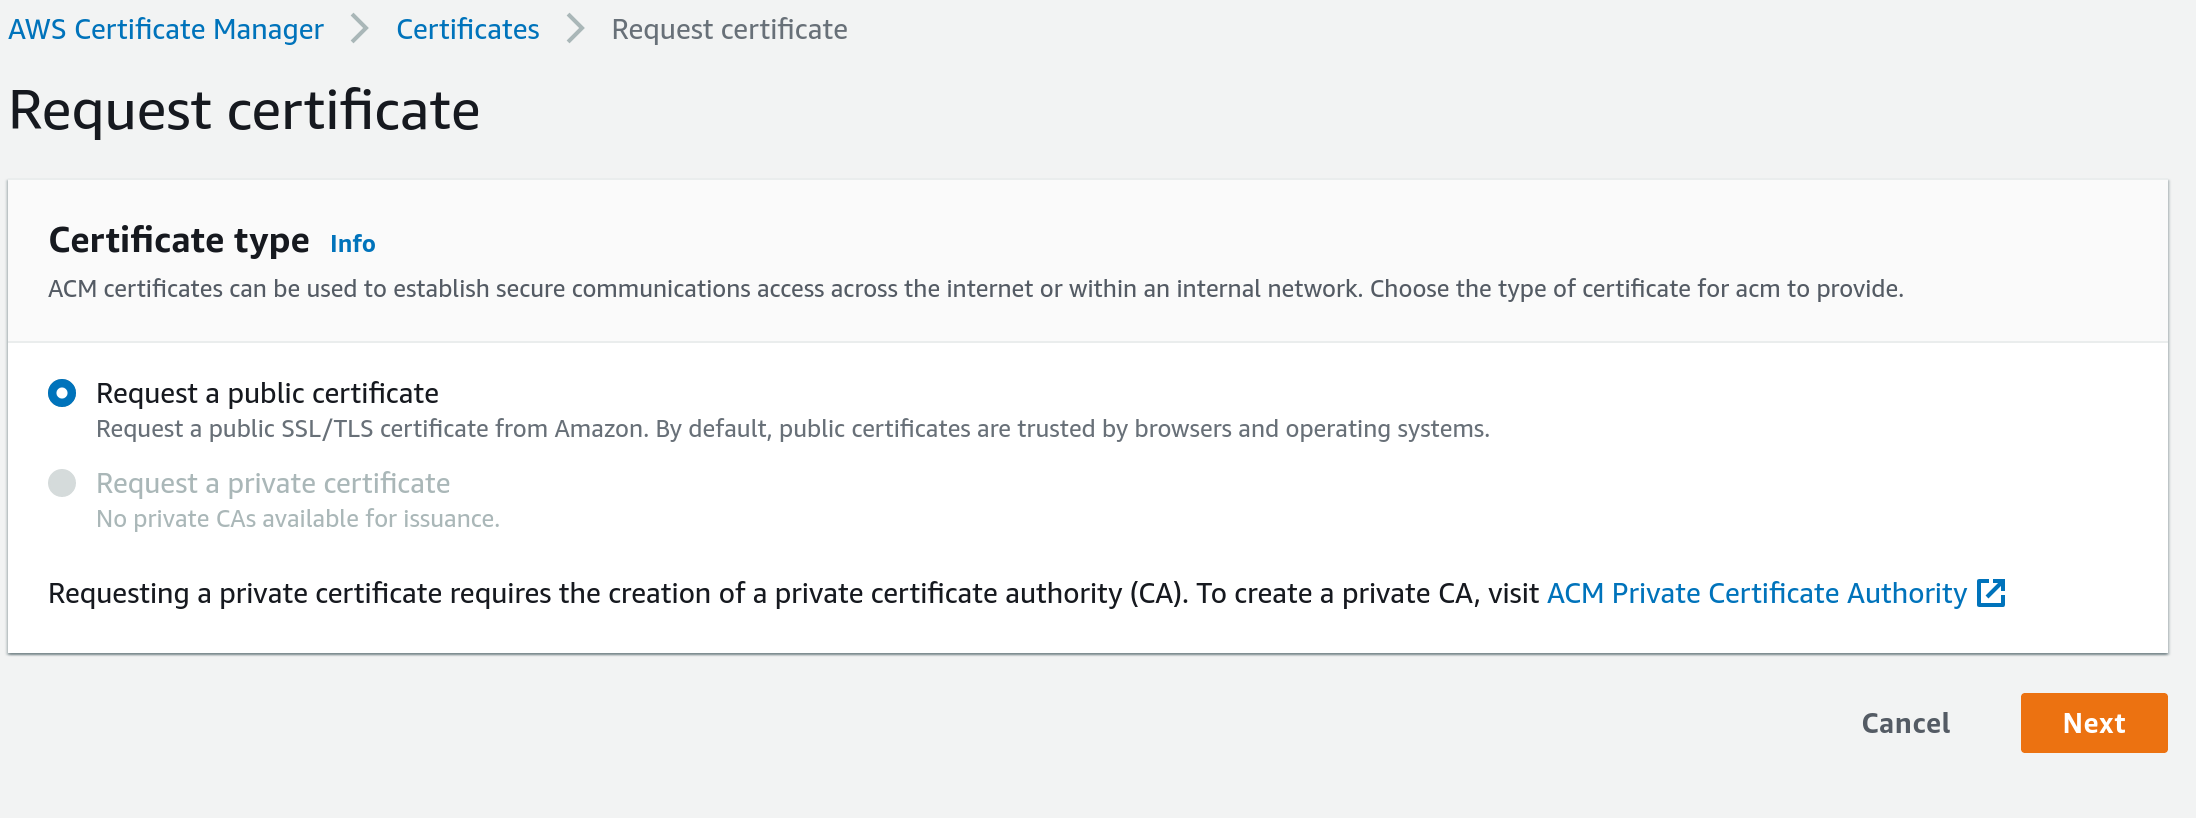 AWS Certificate Manager > Certificates > Request certificate
Request certificate
Certificate type Info
ACM certificates can be used to establish secure communications access across the internet or within an internal network. Choose the type of certificate for acm to provide.
Request a public certificate
Request a public SSL/TLS certificate from Amazon. By default, public certificates are trusted by browsers and operating systems.
Request a private certificate
No private CAs available for issuance.
Requesting a private certificate requires the creation of a private certificate authority (CA). To create a private CA, visit ACM Private Certificate Authority
Cancel Next